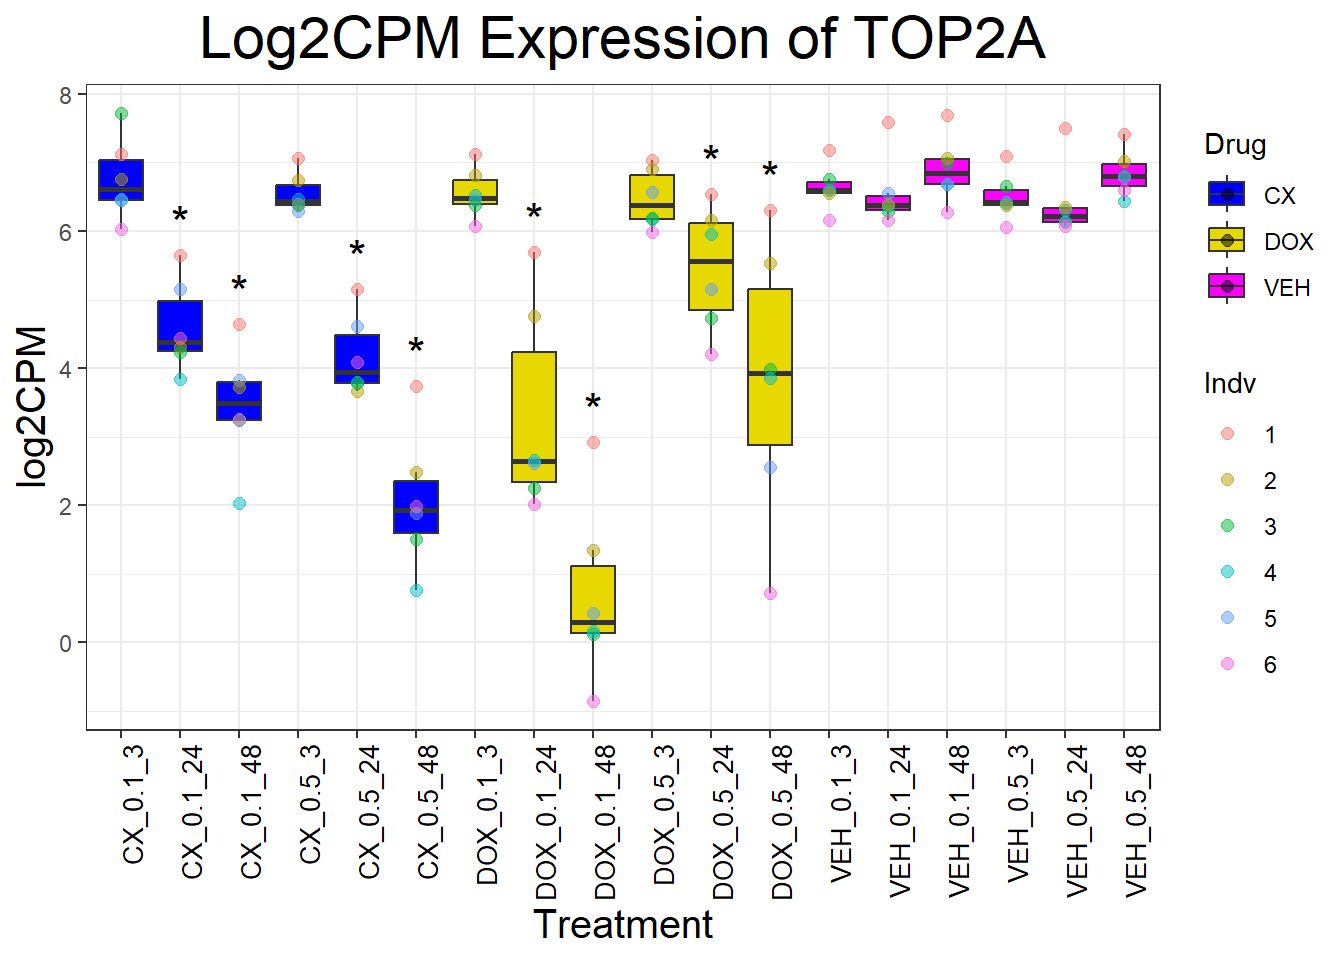 Log2CPM Expression of TOP2A
log2CPM
8
6
4
2
0
*
*
*
*
*
*
*
*
CX_0.1_3
CX_0.1_24
CX_0.1_48
CX_0.5_3
CX_0.5_24
CX_0.5_48
DOX_0.1_3
DOX_0.1_24
DOX_0.1_48
DOX_0.5_3
DOX_0.5_24
DOX_0.5_48
VEH_0.1_3
VEH_0.1_24
VEH_0.1_48
VEH_0.5_3
VEH_0.5_24
VEH_0.5_48
Treatment
Drug
CX
DOX
VEH
Indv
1
2
3
4
5
6